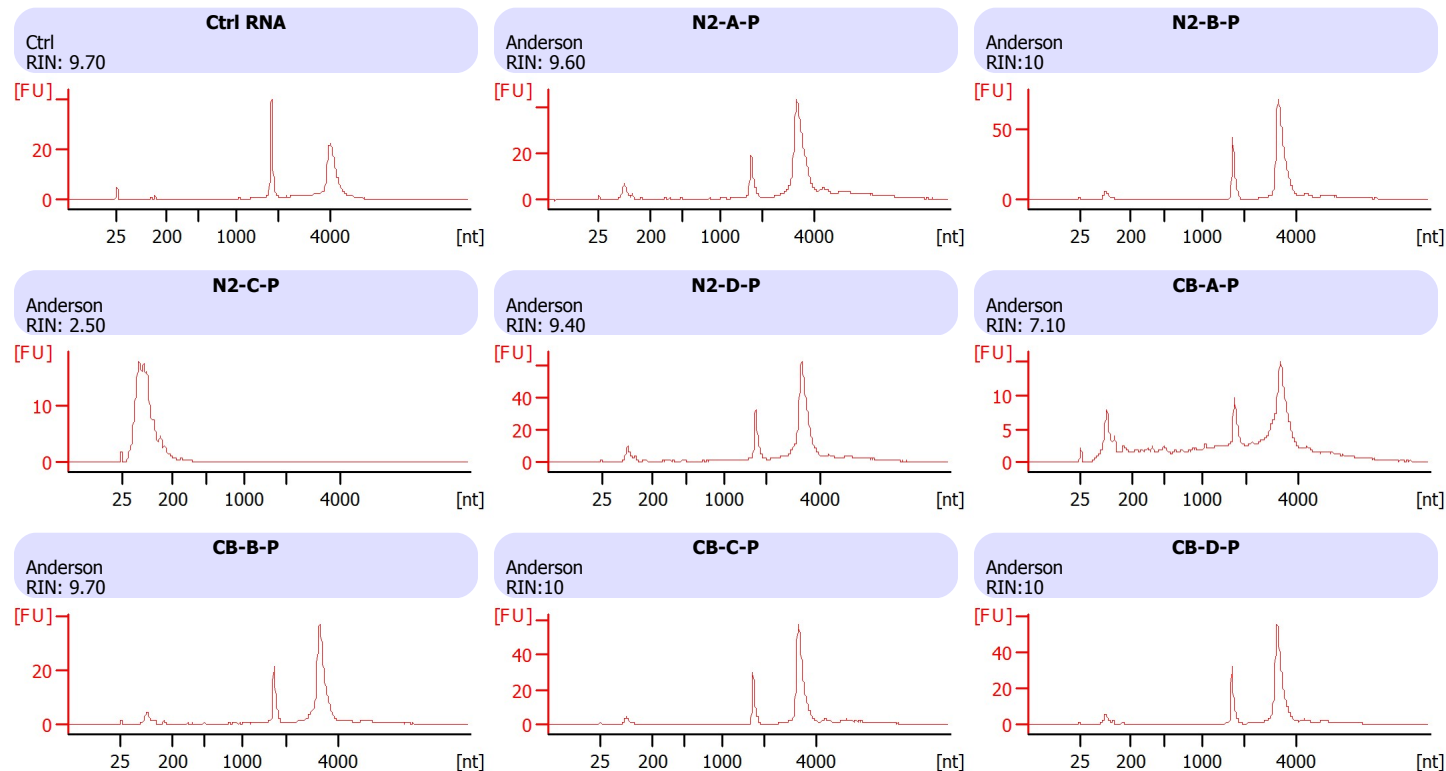 Ctrl RNA
Ctrl
RIN: 9.70
[FU]
20
0
25 200 1000 4000 [nt]
N2-A-P
Anderson
RIN: 9.60
[FU]
20
0
25 200 1000 4000 [nt]
N2-B-P
Anderson
RIN:10
[FU]
50
0
25 200 1000 4000 [nt]
N2-C-P
Anderson
RIN: 2.50
[FU]
10
0
25 200 1000 4000 [nt]
N2-D-P
Anderson
RIN: 9.40
[FU]
40
20
0
25 200 1000 4000 [nt]
CB-A-P
Anderson
RIN: 7.10
[FU]
10
5
0
25 200 1000 4000 [nt]
CB-B-P
Anderson
RIN: 9.70
[FU]
20
0
25 200 1000 4000 [nt]
CB-C-P
Anderson
RIN:10
[FU]
40
20
0
25 200 1000 4000 [nt]
CB-D-P
Anderson
RIN:10
[FU]
40
20
0
25 200 1000 4000 [nt]